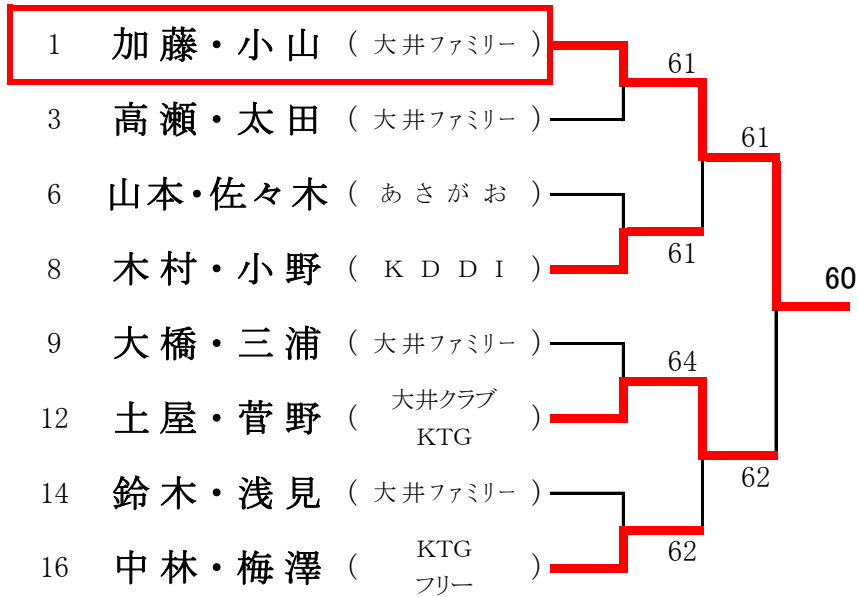 1 加藤・小山 ( 大井ファミリー )
61
3 高瀬・太田 ( 大井ファミリー )
61
6 山本・佐々木 ( あさがお )
61
8 木村・小野 ( KDDI )
60
9 大橋・三浦 ( 大井ファミリー )
64
12 土屋・菅野 ( 大井クラブ
KTG )
62
14 鈴木・浅見 ( 大井ファミリー )
62
16 中林・梅澤 ( KTG
フリー )